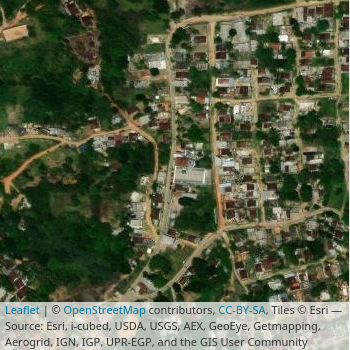 Leaflet | © OpenStreetMap contributors, CC-BY-SA, Tiles © Esri —
Source: Esri, i-cubed, USDA, USGS, AEX, GeoEye, Getmapping,
Aerogrid, IGN, IGP, UPR-EGP, and the GIS User Community